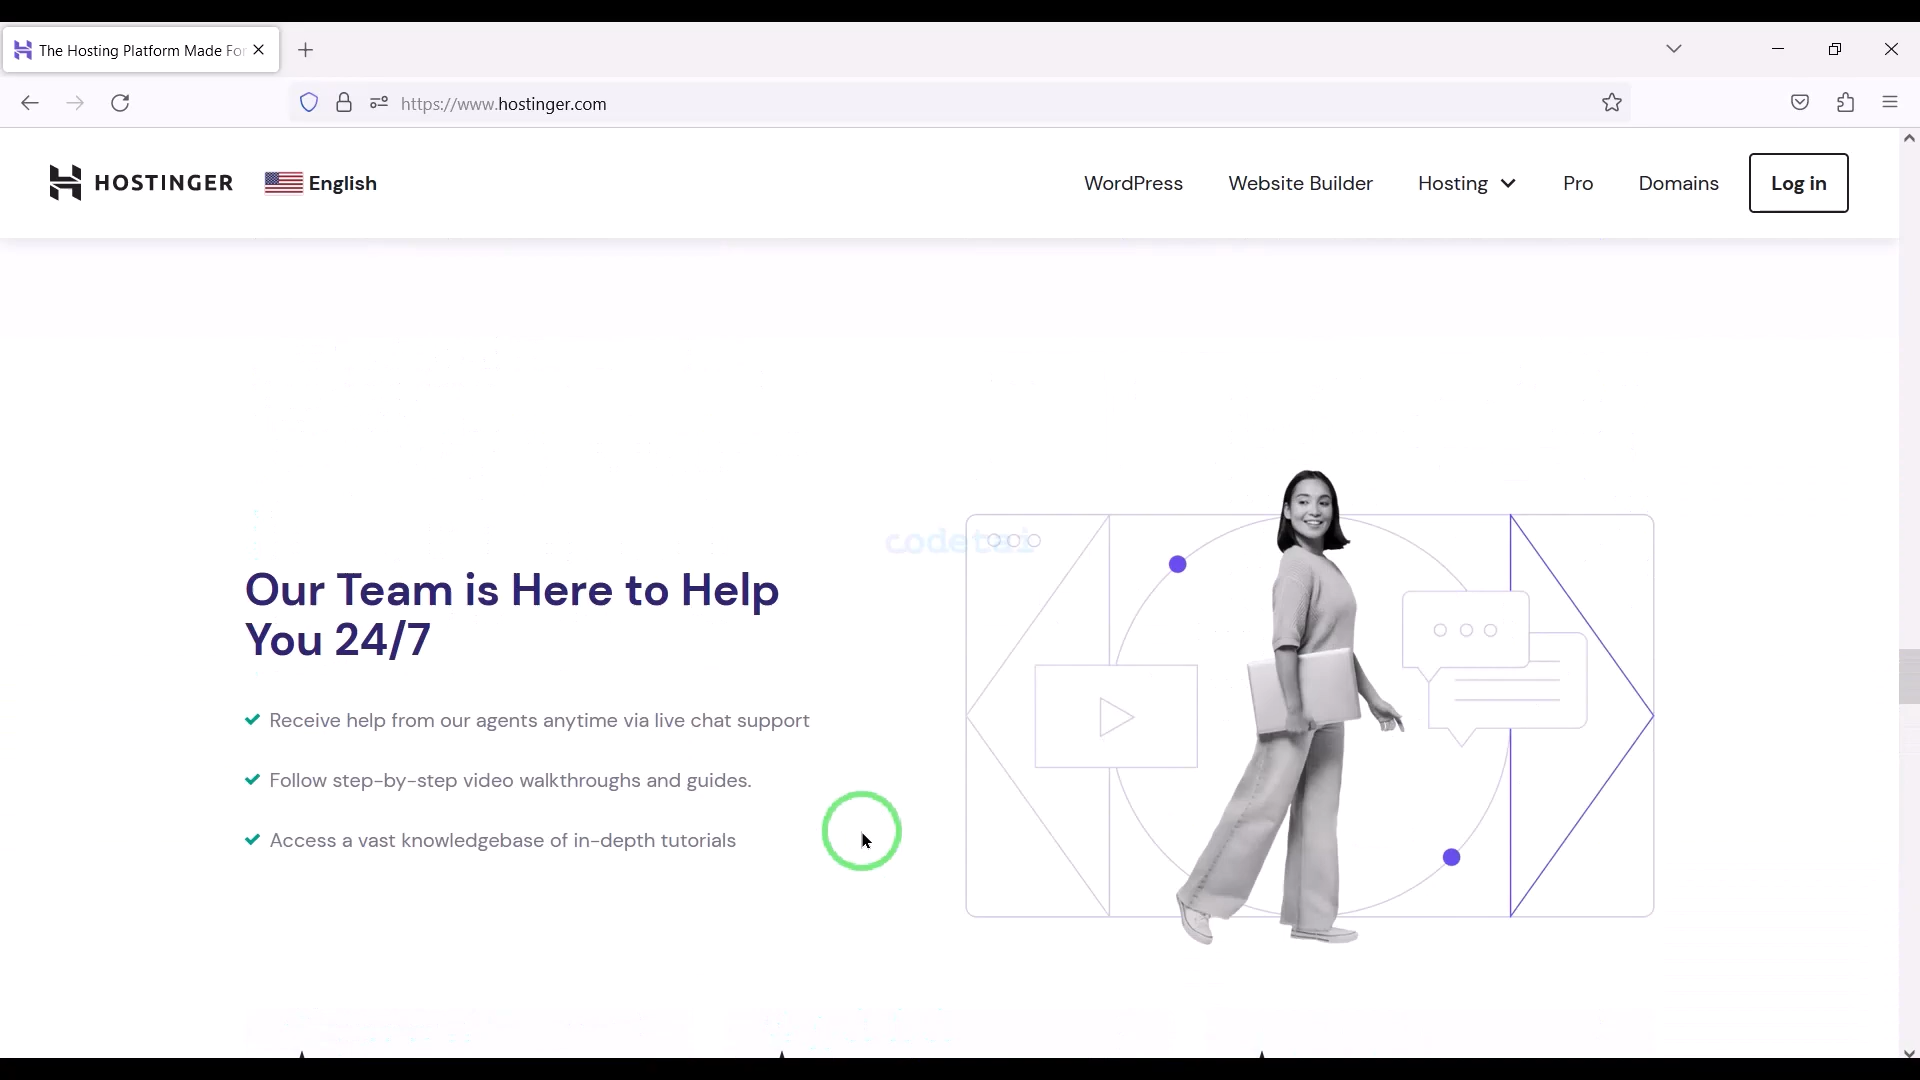 The Hosting Platform Made For
https://www.hostinger.com
HOSTINGER
English
WordPress
Website Builder
Hosting
Pro
Domains
Log in
codetai
Our Team is Here to Help
You 24/7
Receive help from our agents anytime via live chat support
Follow step-by-step video walkthroughs and guides.
Access a vast knowledgebase of in-depth tutorials